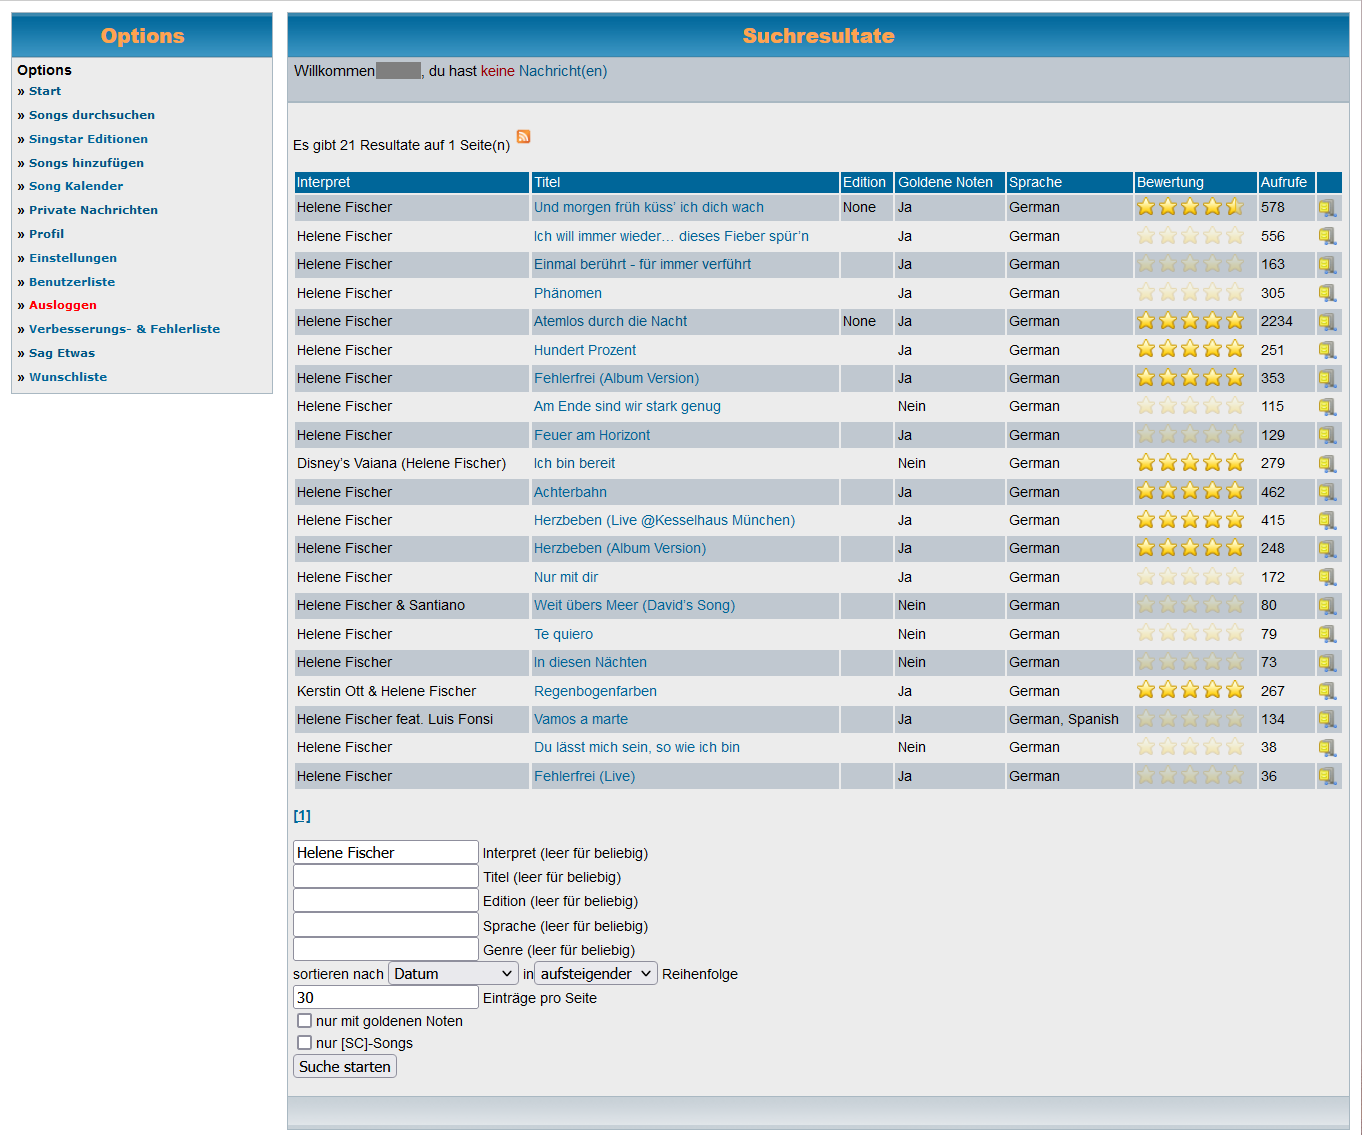 Options
Options
» Start
» Songs durchsuchen
» Singstar Editionen
» Songs hinzufügen
» Song Kalender
» Private Nachrichten
» Profil
» Einstellungen
» Benutzerliste
» Ausloggen
» Verbesserungs- & Fehlerliste
» Sag Etwas
» Wunschliste
Suchresultate
Willkommen , du hast keine Nachricht(en)
Es gibt 21 Resultate auf 1 Seite(n)
Interpret Titel Edition Goldene Noten Sprache Bewertung Aufrufe
Helene Fischer Und morgen früh küss’ ich dich wach None Ja German 578
Helene Fischer Ich will immer wieder… dieses Fieber spür’n Ja German 556
Helene Fischer Einmal berührt - für immer verführt Ja German 163
Helene Fischer Phänomen Ja German 305
Helene Fischer Atemlos durch die Nacht None Ja German 2234
Helene Fischer Hundert Prozent Ja German 251
Helene Fischer Fehlerfrei (Album Version) Ja German 353
Helene Fischer Am Ende sind wir stark genug Nein German 115
Helene Fischer Feuer am Horizont Ja German 129
Disney’s Vaiana (Helene Fischer) Ich bin bereit Nein German 279
Helene Fischer Achterbahn Ja German 462
Helene Fischer Herzbeben (Live @Kesselhaus München) Ja German 415
Helene Fischer Herzbeben (Album Version) Ja German 248
Helene Fischer Nur mit dir Ja German 172
Helene Fischer & Santiano Weit übers Meer (David’s Song) Nein German 80
Helene Fischer Te quiero Nein German 79
Helene Fischer In diesen Nächten Nein German 73
Kerstin Ott & Helene Fischer Regenbogenfarben Ja German 267
Helene Fischer feat. Luis Fonsi Vamos a marte Ja German, Spanish 134
Helene Fischer Du lässt mich sein, so wie ich bin Nein German 38
Helene Fischer Fehlerfrei (Live) Ja German 36
[1]
Helene Fischer Interpret (leer für beliebig)
Titel (leer für beliebig)
Edition (leer für beliebig)
Sprache (leer für beliebig)
Genre (leer für beliebig)
sortieren nach Datum in aufsteigender Reihenfolge
30 Einträge pro Seite
nur mit goldenen Noten
nur [SC]-Songs
Suche starten